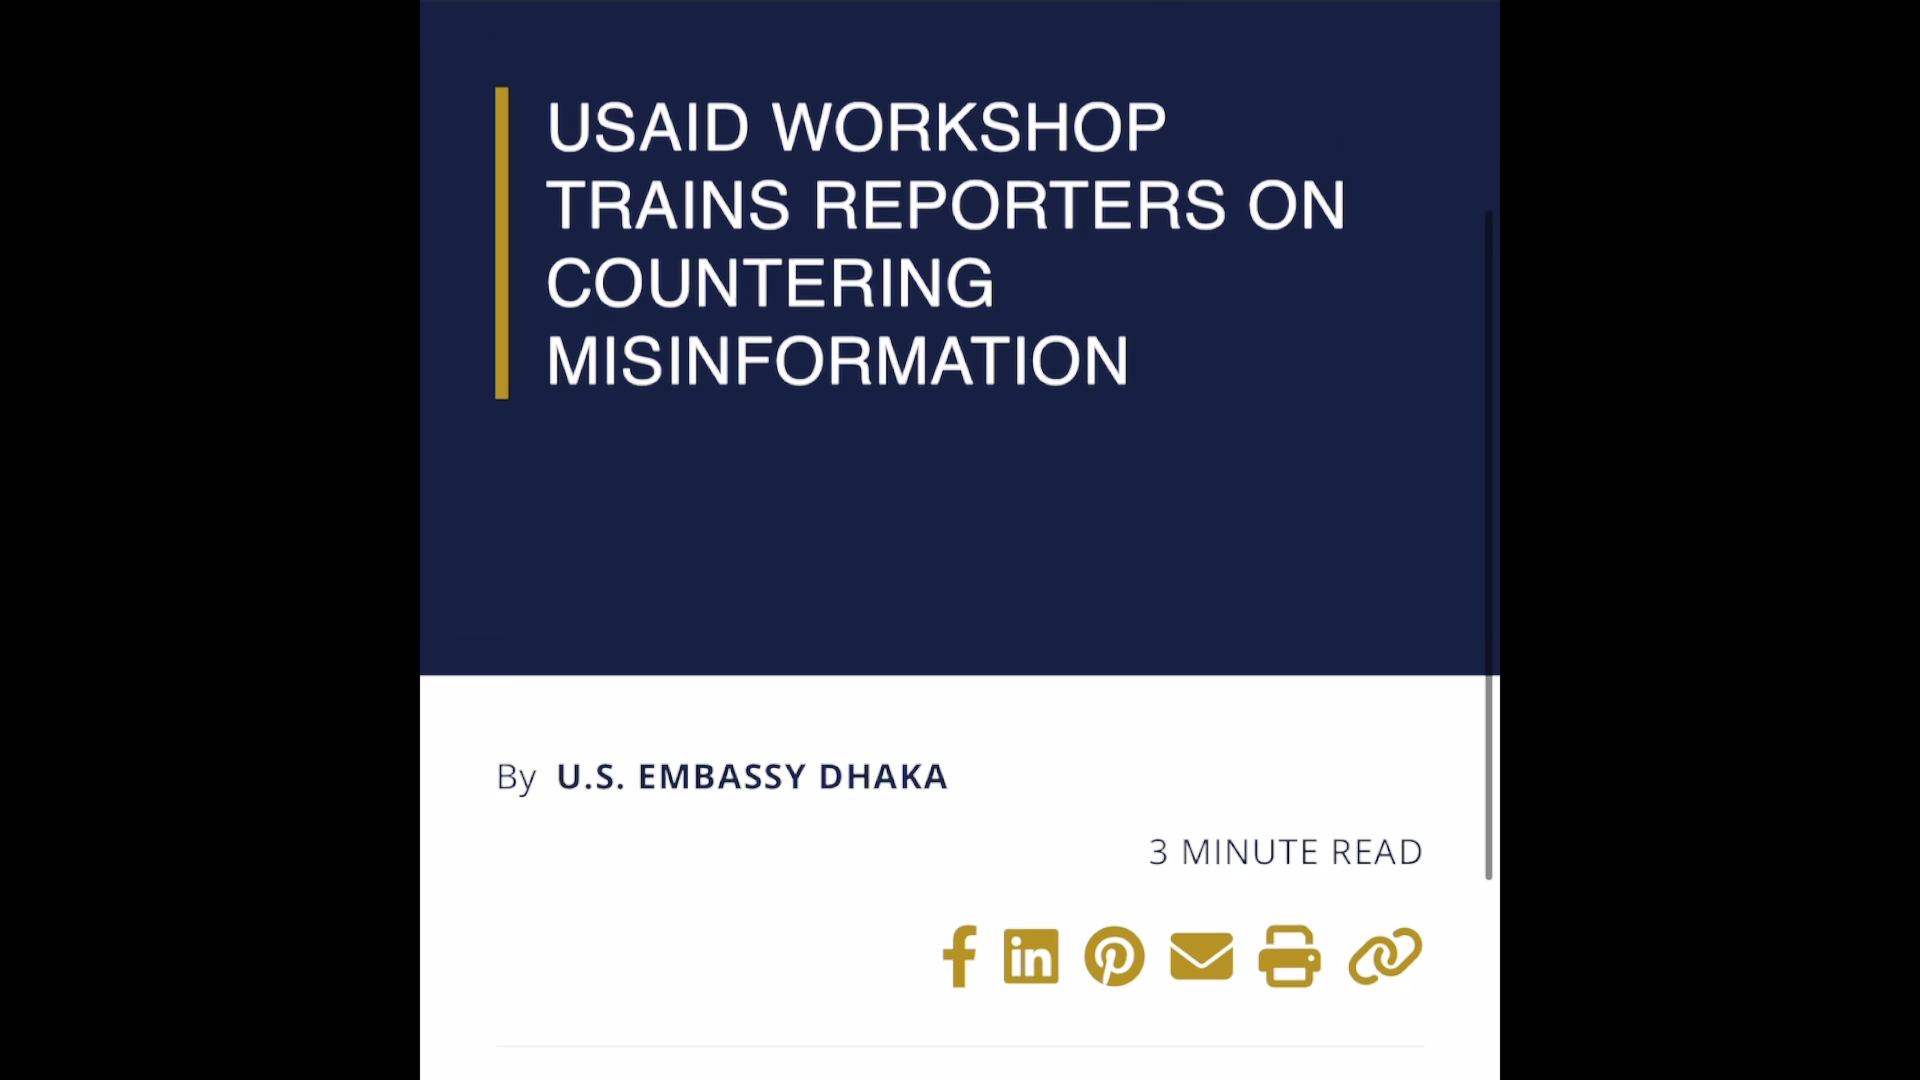 USAID WORKSHOP
TRAINS REPORTERS ON
COUNTERING
MISINFORMATION
By U.S. EMBASSY DHAKA
3 MINUTE READ